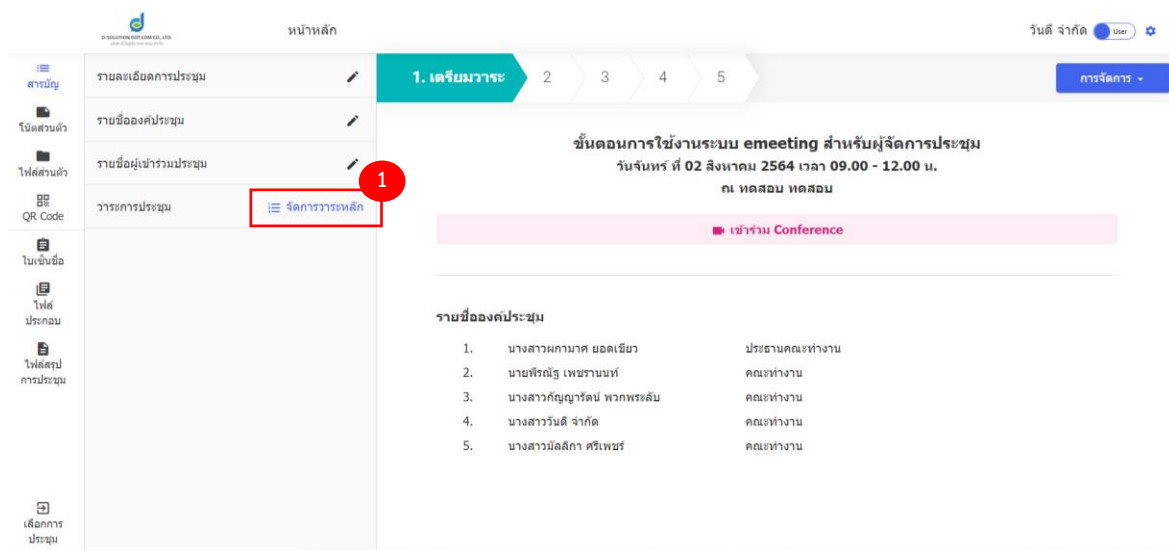 D-SOLUTION DOT COM CO., LTD.
หน้าหลัก
วันดี จำกัด User
สารบัญ
โน้ตส่วนตัว
ไฟล์ส่วนตัว
QR Code
ใบเซ็นชื่อ
ไฟล์
ประกอบ
ไฟล์สรุป
การประชุม
เลือกการ
ประชุม
รายละเอียดการประชุม
รายชื่อองค์ประชุม
รายชื่อผู้เข้าร่วมประชุม
วาระการประชุม จัดการวาระหลัก
1
1. เตรียมวาระ 2 3 4 5
การจัดการ
ขั้นตอนการใช้งานระบบ emeeting สำหรับผู้จัดการประชุม
วันจันทร์ ที่ 02 สิงหาคม 2564 เวลา 09.00 - 12.00 น.
ณ ทดสอบ ทดสอบ
เข้าร่วม Conference
รายชื่อองค์ประชุม
1. นางสาวผกามาศ ยอดเขียว ประธานคณะทำงาน
2. นายพีรณัฐ เพชรานนท์ คณะทำงาน
3. นางสาวกัญญารัตน์ พวกพระลับ คณะทำงาน
4. นางสาววันดี จำกัด คณะทำงาน
5. นางสาวมัลลิกา ศรีเพชร์ คณะทำงาน